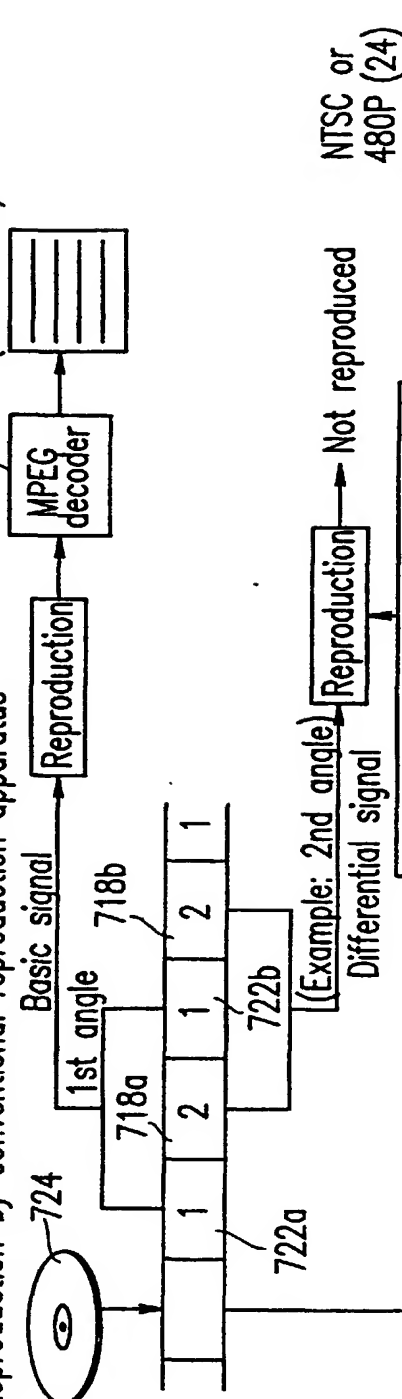 by conventional reproduction apparatus
724
Basic signal
1st angle
718a
718b
1
2
1
2
1
722a
722b
Reproduction
MPEG
decoder
(Example: 2nd angle)
Differential signal
Reproduction
Not reproduced
NTSC or
480P (24)